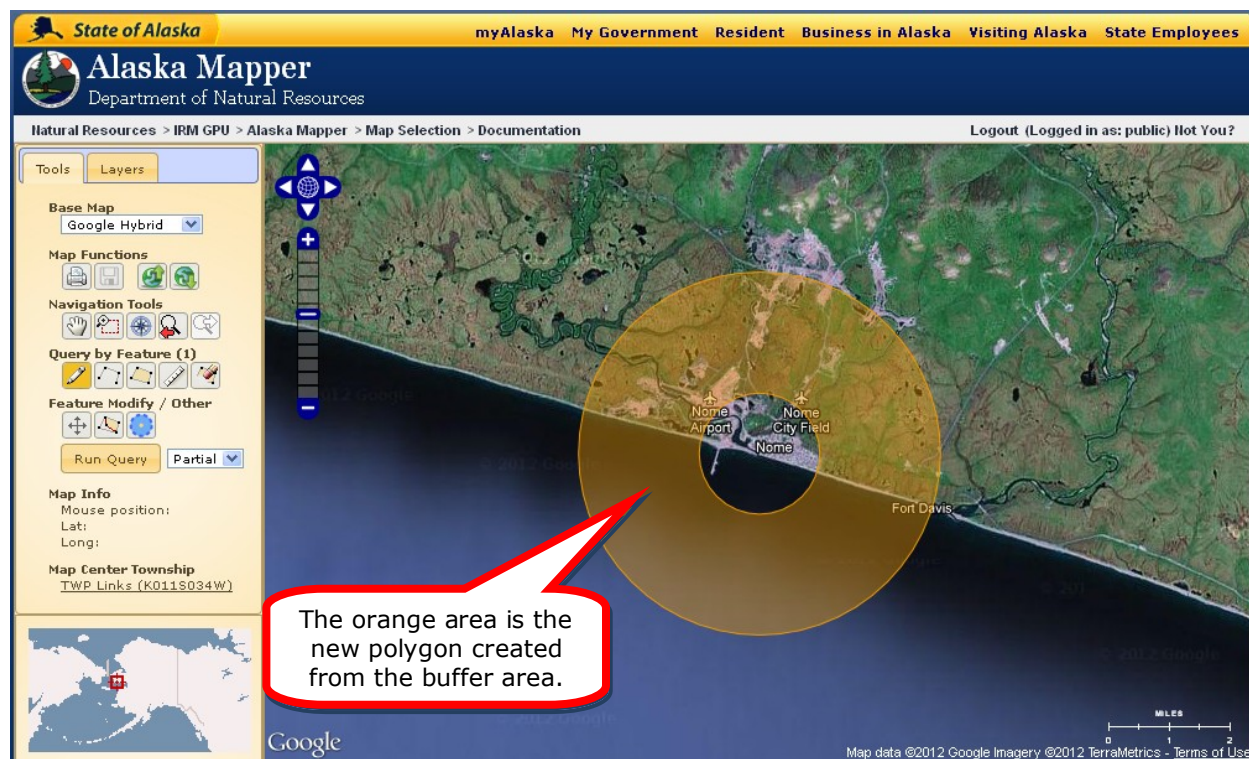 State of Alaska
myAlaska My Government Resident Business in Alaska Visiting Alaska State Employees
Alaska Mapper
Department of Natural Resources
Natural Resources > IRM GPU > Alaska Mapper > Map Selection > Documentation
Logout (Logged in as: public) Not You?
Tools Layers
Base Map
Google Hybrid
Map Functions
Navigation Tools
Query by Feature (1)
Feature Modify / Other
Run Query Partial
Map Info
Mouse position:
Lat:
Long:
Map Center Township
TWP Links (K011S034W)
Nome
Airport
Nome
City Field
Nome
Fort Davis
The orange area is the
new polygon created
from the buffer area.
© 2012 Google
MILES
0 1 2
Google
Map data ©2012 Google Imagery ©2012 TerraMetrics - Terms of Use